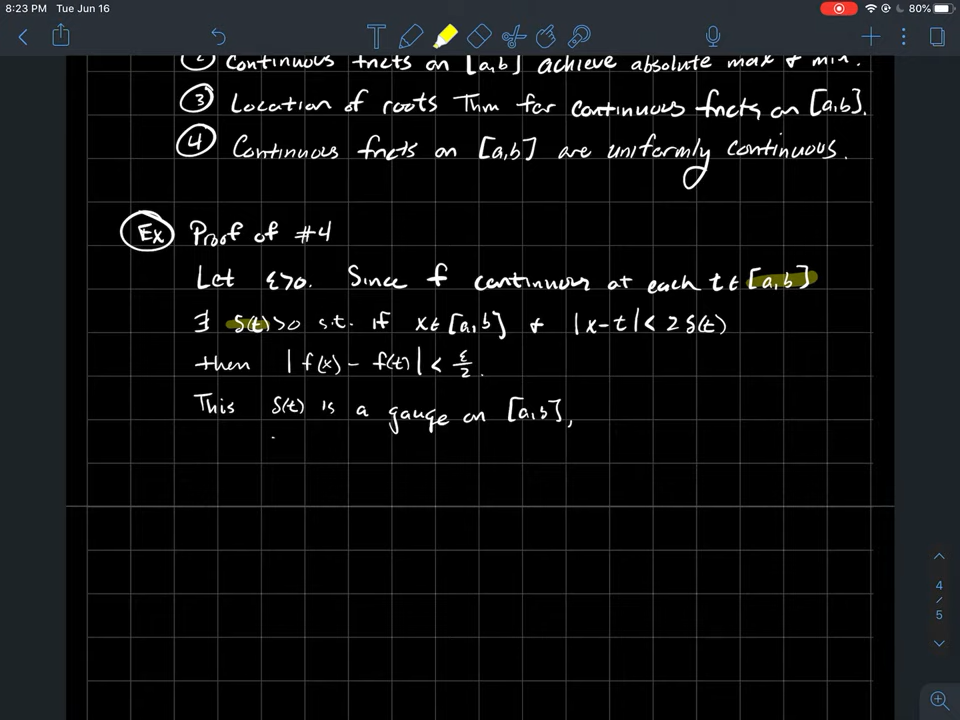 8:23 PM Tue Jun 16
80%
② Continuous fncts on [a,b] achieve absolute max & min.
③ Location of roots Thm for continuous fncts on [a,b].
④ Continuous fncts on [a,b] are uniformly continuous.
Ex Proof of #4
Let ε>0. Since f continuous at each t ∈ [a,b]
∃ δ(t)>0 s.t. if x∈[a,b] & |x-t| < 2δ(t)
then |f(x) - f(t)| < ε/2.
This δ(t) is a gauge on [a,b],
4
/
5